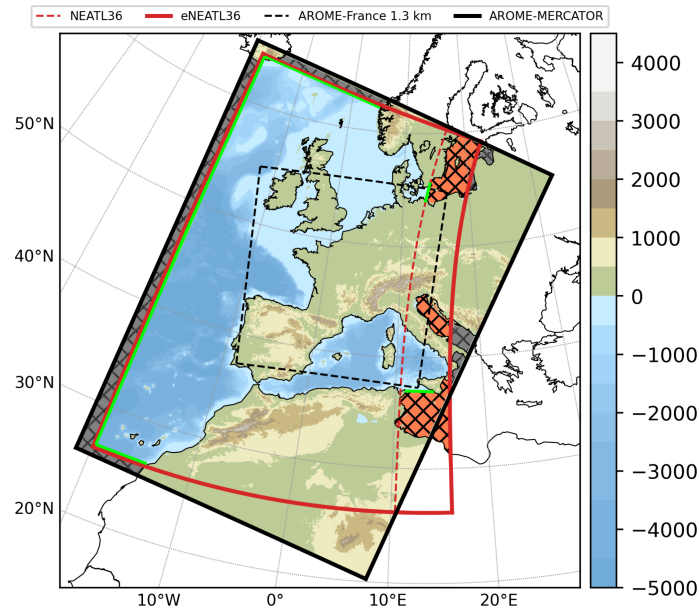 NEATL36 eNEATL36 AROME-France 1.3 km AROME-MERCATOR
50°N
40°N
30°N
20°N
10°W 0° 10°E 20°E
4000
3000
2000
1000
0
−1000
−2000
−3000
−4000
−5000